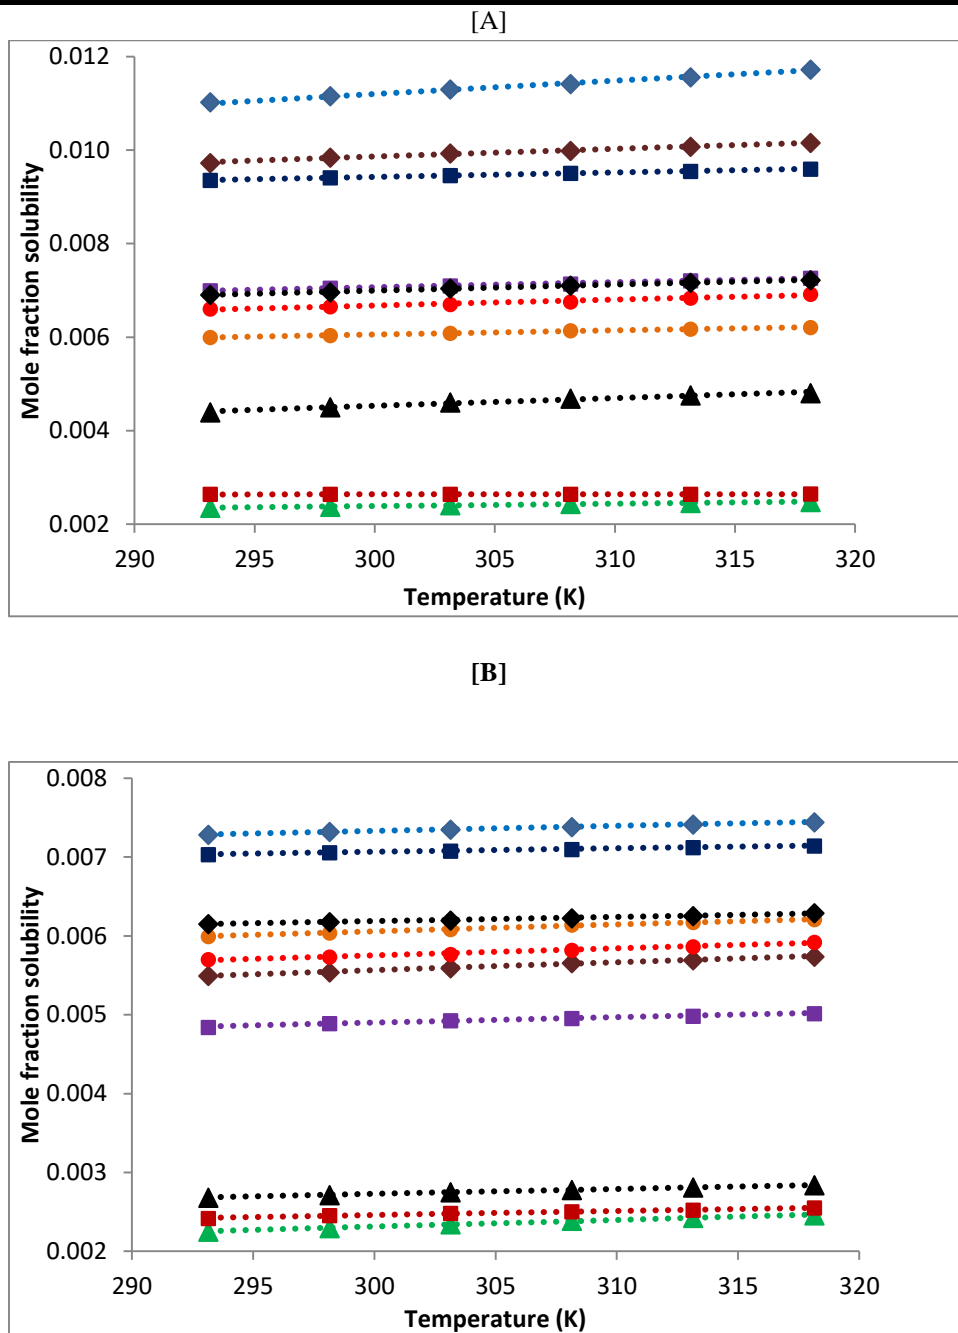 [A]
0.012
0.010
0.008
0.006
0.004
0.002
Mole fraction solubility
290 295 300 305 310 315 320
Temperature (K)
[B]
0.008
0.007
0.006
0.005
0.004
0.003
0.002
Mole fraction solubility
290 295 300 305 310 315 320
Temperature (K)